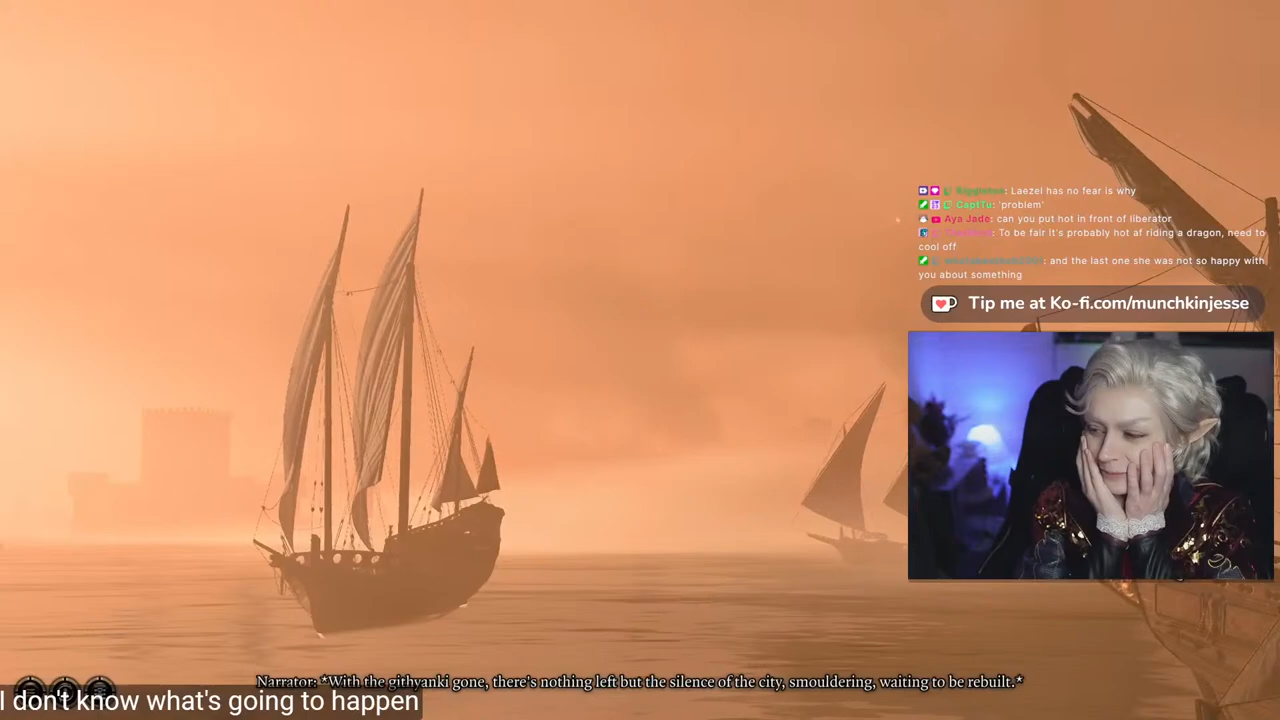 Laezel has no fear is why
CaptTu: 'problem'
Aya Jade: can you put hot in front of liberator
: To be fair it's probably hot af riding a dragon, need to
cool off
: and the last one she was not so happy with
you about something
Tip me at Ko-fi.com/munchkinjesse
Narrator: *With the githyanki gone, there's nothing left but the silence of the city, smouldering, waiting to be rebuilt.*
I don't know what's going to happen